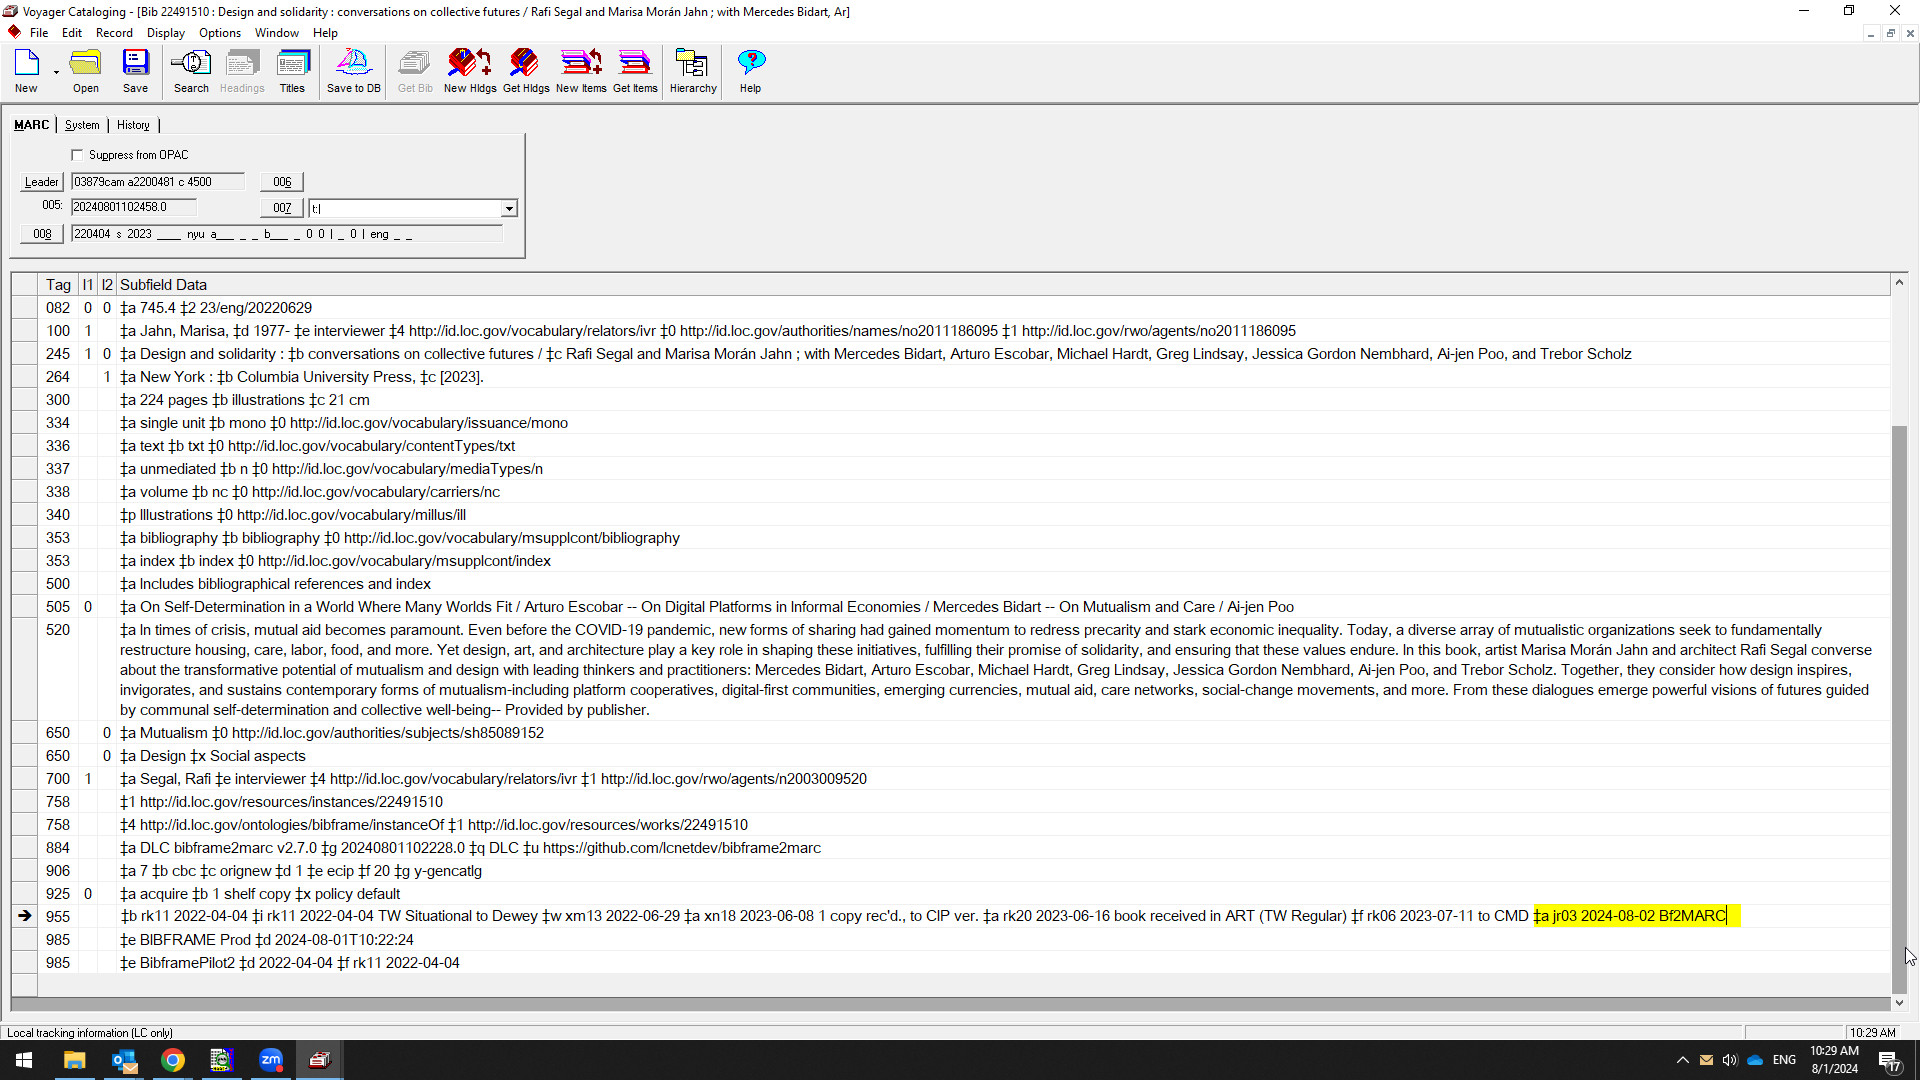 Voyager Cataloging - [Bib 22491510 : Design and solidarity : conversations on collective futures / Rafi Segal and Marisa Morán Jahn ; with Mercedes Bidart, Ar]
File Edit Record Display Options Window Help
New Open Save Search Headings Titles Save to DB Get Bib New Hldgs Get Hldgs New Items Get Items Hierarchy Help
MARC System History
Suppress from OPAC
Leader 03879cam a2200481 c 4500 006
005: 20240801102458.0 007 t|
008 220404 s 2023 ____ nyu a___ _ _ b___ _ 0 0 | _ 0 | eng _ _
Tag I1 I2 Subfield Data
082 0 0 ‡a 745.4 ‡2 23/eng/20220629
100 1 ‡a Jahn, Marisa, ‡d 1977- ‡e interviewer ‡4 http://id.loc.gov/vocabulary/relators/ivr ‡0 http://id.loc.gov/authorities/names/no2011186095 ‡1 http://id.loc.gov/rwo/agents/no2011186095
245 1 0 ‡a Design and solidarity : ‡b conversations on collective futures / ‡c Rafi Segal and Marisa Morán Jahn ; with Mercedes Bidart, Arturo Escobar, Michael Hardt, Greg Lindsay, Jessica Gordon Nembhard, Ai-jen Poo, and Trebor Scholz
264 1 ‡a New York : ‡b Columbia University Press, ‡c [2023].
300 ‡a 224 pages ‡b illustrations ‡c 21 cm
334 ‡a single unit ‡b mono ‡0 http://id.loc.gov/vocabulary/issuance/mono
336 ‡a text ‡b txt ‡0 http://id.loc.gov/vocabulary/contentTypes/txt
337 ‡a unmediated ‡b n ‡0 http://id.loc.gov/vocabulary/mediaTypes/n
338 ‡a volume ‡b nc ‡0 http://id.loc.gov/vocabulary/carriers/nc
340 ‡p Illustrations ‡0 http://id.loc.gov/vocabulary/millus/ill
353 ‡a bibliography ‡b bibliography ‡0 http://id.loc.gov/vocabulary/msupplcont/bibliography
353 ‡a index ‡b index ‡0 http://id.loc.gov/vocabulary/msupplcont/index
500 ‡a Includes bibliographical references and index
505 0 ‡a On Self-Determination in a World Where Many Worlds Fit / Arturo Escobar -- On Digital Platforms in Informal Economies / Mercedes Bidart -- On Mutualism and Care / Ai-jen Poo
520 ‡a In times of crisis, mutual aid becomes paramount. Even before the COVID-19 pandemic, new forms of sharing had gained momentum to redress precarity and stark economic inequality. Today, a diverse array of mutualistic organizations seek to fundamentally
restructure housing, care, labor, food, and more. Yet design, art, and architecture play a key role in shaping these initiatives, fulfilling their promise of solidarity, and ensuring that these values endure. In this book, artist Marisa Morán Jahn and architect Rafi Segal converse
about the transformative potential of mutualism and design with leading thinkers and practitioners: Mercedes Bidart, Arturo Escobar, Michael Hardt, Greg Lindsay, Jessica Gordon Nembhard, Ai-jen Poo, and Trebor Scholz. Together, they consider how design inspires,
invigorates, and sustains contemporary forms of mutualism-including platform cooperatives, digital-first communities, emerging currencies, mutual aid, care networks, social-change movements, and more. From these dialogues emerge powerful visions of futures guided
by communal self-determination and collective well-being-- Provided by publisher.
650 0 ‡a Mutualism ‡0 http://id.loc.gov/authorities/subjects/sh85089152
650 0 ‡a Design ‡x Social aspects
700 1 ‡a Segal, Rafi ‡e interviewer ‡4 http://id.loc.gov/vocabulary/relators/ivr ‡1 http://id.loc.gov/rwo/agents/n2003009520
758 ‡1 http://id.loc.gov/resources/instances/22491510
758 ‡4 http://id.loc.gov/ontologies/bibframe/instanceOf ‡1 http://id.loc.gov/resources/works/22491510
884 ‡a DLC bibframe2marc v2.7.0 ‡g 20240801102228.0 ‡q DLC ‡u https://github.com/lcnetdev/bibframe2marc
906 ‡a 7 ‡b cbc ‡c orignew ‡d 1 ‡e ecip ‡f 20 ‡g y-gencatlg
925 0 ‡a acquire ‡b 1 shelf copy ‡x policy default
955 ‡b rk11 2022-04-04 ‡i rk11 2022-04-04 TW Situational to Dewey ‡w xm13 2022-06-29 ‡a xn18 2023-06-08 1 copy rec'd., to CIP ver. ‡a rk20 2023-06-16 book received in ART (TW Regular) ‡f rk06 2023-07-11 to CMD ‡a jr03 2024-08-02 Bf2MARC
985 ‡e BIBFRAME Prod ‡d 2024-08-01T10:22:24
985 ‡e BibframePilot2 ‡d 2022-04-04 ‡f rk11 2022-04-04
Local tracking information (LC only) 10:29 AM
zm ENG 10:29 AM
8/1/2024 17